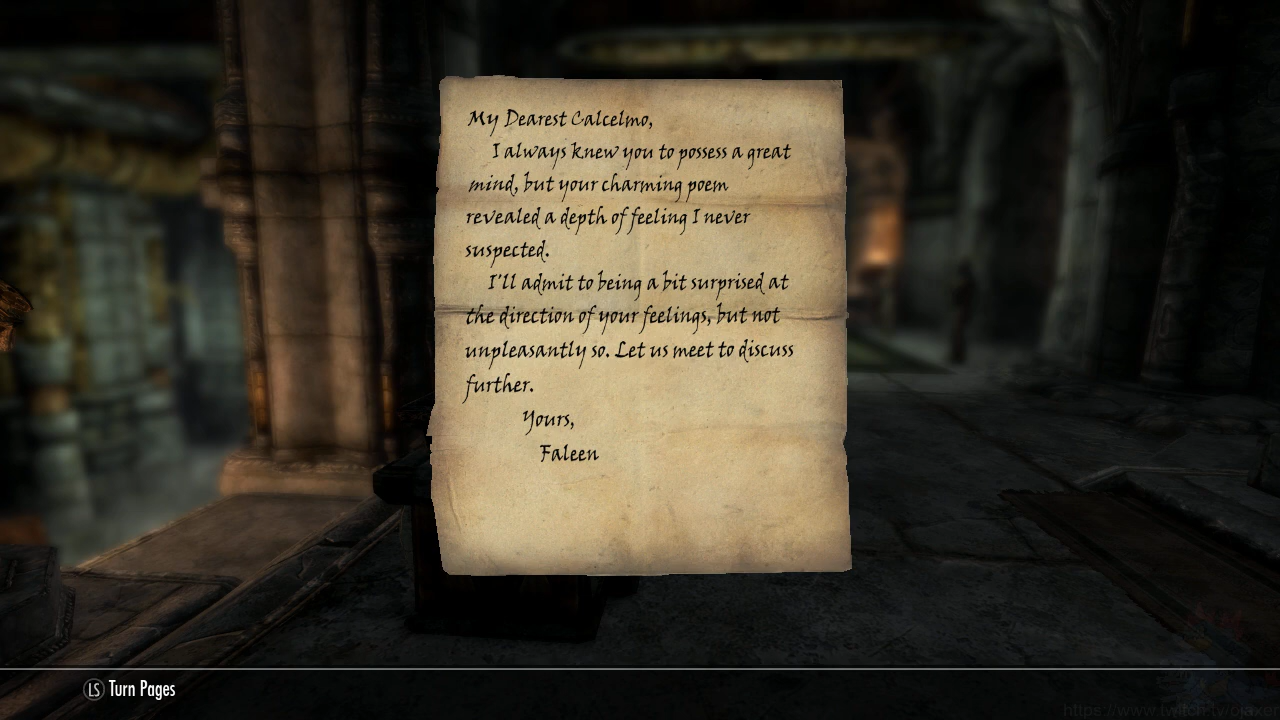 My Dearest Calcelmo,
I always knew you to possess a great
mind, but your charming poem
revealed a depth of feeling I never
suspected.
I'll admit to being a bit surprised at
the direction of your feelings, but not
unpleasantly so. Let us meet to discuss
further.
Yours,
Faleen
LS Turn Pages